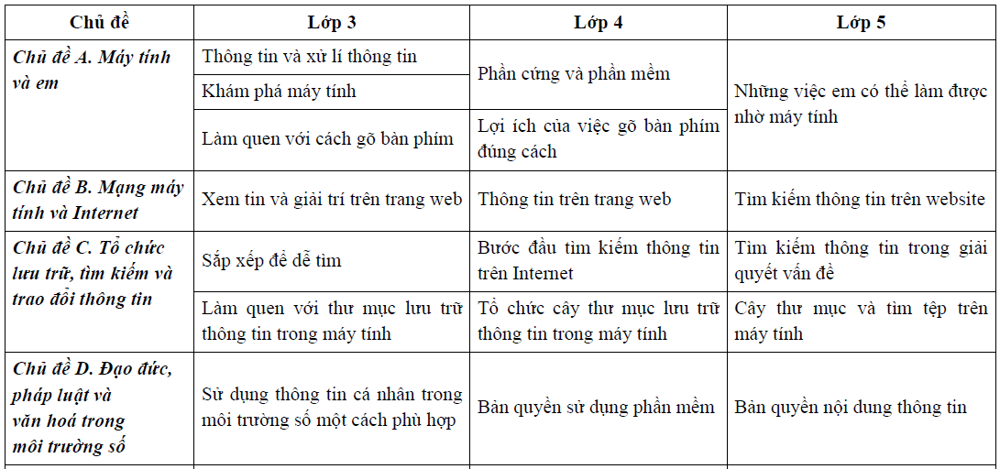 Chủ đề
Lớp 3
Lớp 4
Lớp 5
Chủ đề A. Máy tính
và em
Thông tin và xử lí thông tin
Khám phá máy tính
Làm quen với cách gõ bàn phím
Phần cứng và phần mềm
Lợi ích của việc gõ bàn phím
đúng cách
Những việc em có thể làm được
nhờ máy tính
Chủ đề B. Mạng máy
tính và Internet
Xem tin và giải trí trên trang web
Thông tin trên trang web
Tìm kiếm thông tin trên website
Chủ đề C. Tổ chức
lưu trữ, tìm kiếm và
trao đổi thông tin
Sắp xếp để dễ tìm
Bước đầu tìm kiếm thông tin
trên Internet
Tìm kiếm thông tin trong giải
quyết vấn đề
Làm quen với thư mục lưu trữ
thông tin trong máy tính
Tổ chức cây thư mục lưu trữ
thông tin trong máy tính
Cây thư mục và tìm tệp trên
máy tính
Chủ đề D. Đạo đức,
pháp luật và
văn hoá trong
môi trường số
Sử dụng thông tin cá nhân trong
môi trường số một cách phù hợp
Bản quyền sử dụng phần mềm
Bản quyền nội dung thông tin